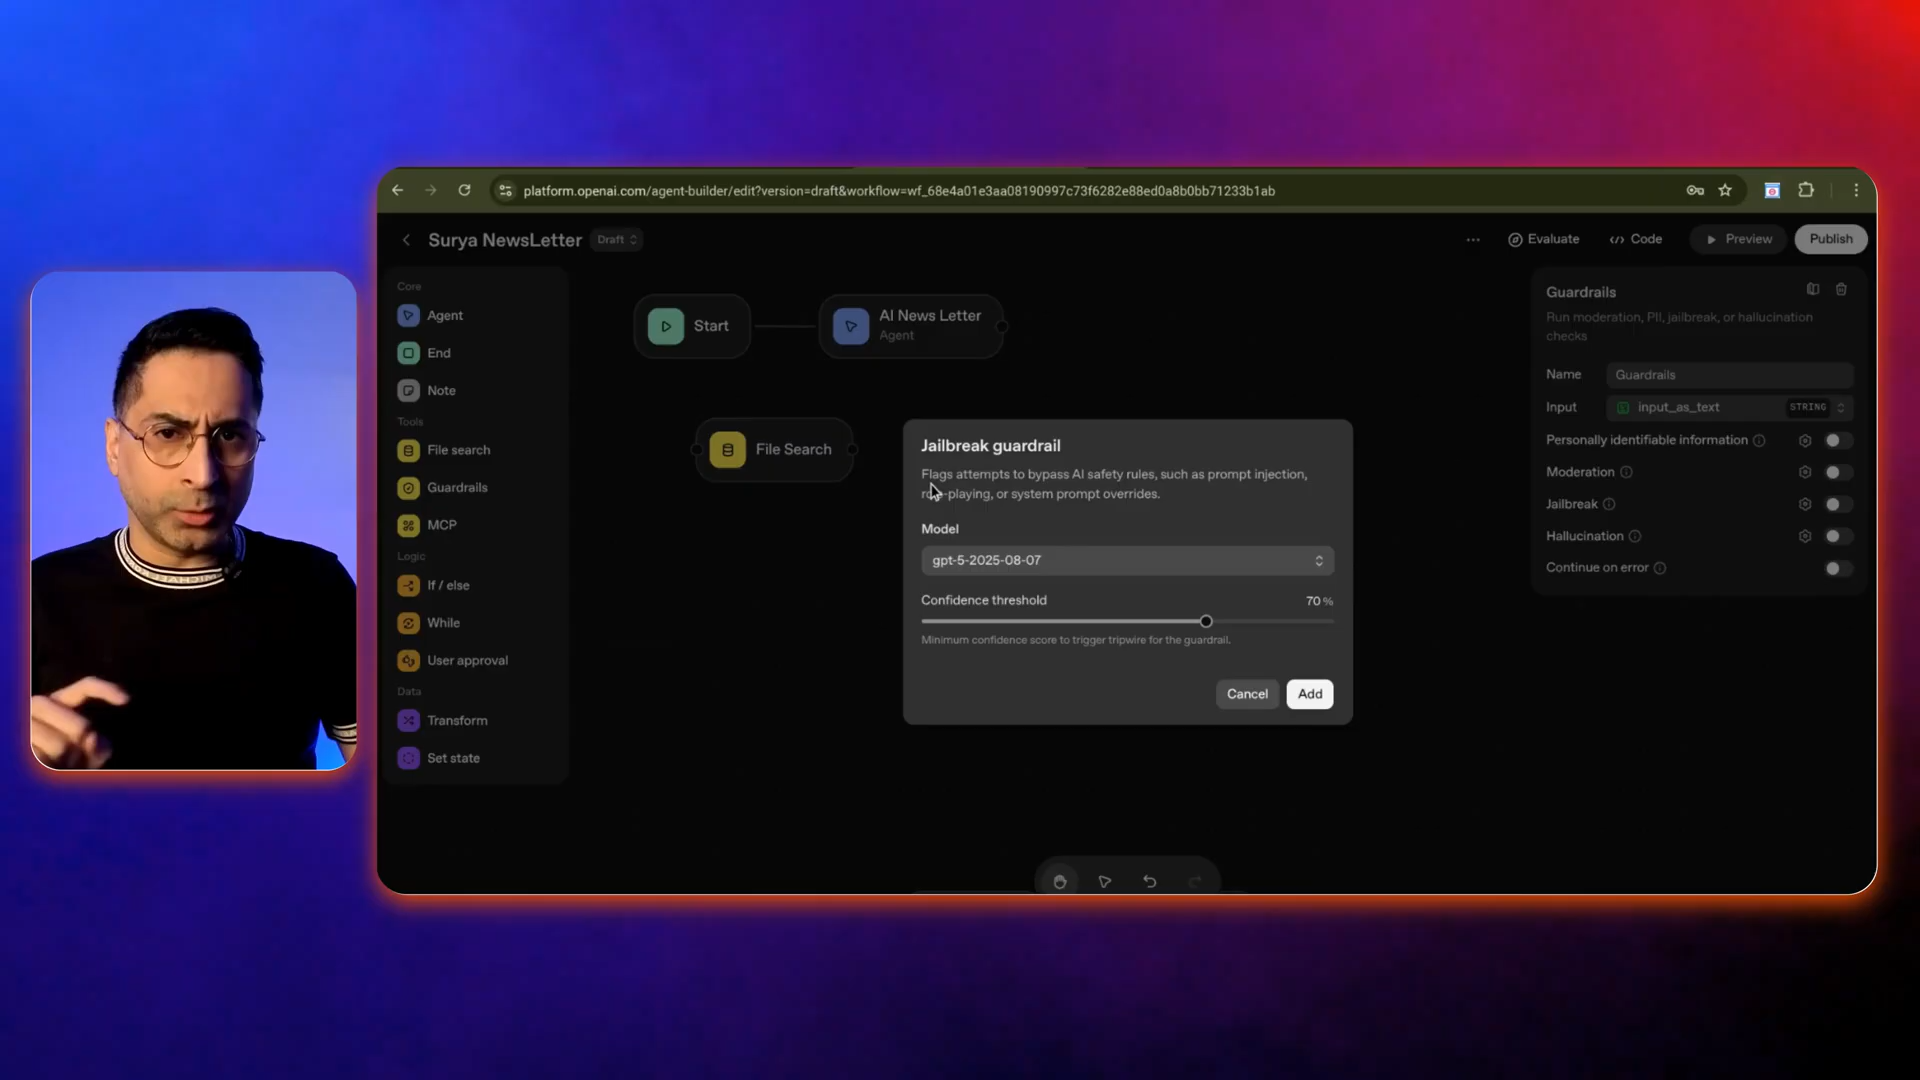 platform.openai.com/agent-builder/edit?version=draft&workflow=wf_68e4a01e3aa08190997c73f6282e88ed0a8b0bb71233b1ab
Surya NewsLetter
Draft
Evaluate
Code
Preview
Publish
Core
Agent
End
Note
Tools
File search
Guardrails
MCP
Logic
If / else
While
User approval
Data
Transform
Set state
Start
AI News Letter
Agent
File Search
Jailbreak guardrail
Flags attempts to bypass AI safety rules, such as prompt injection,
role-playing, or system prompt overrides.
Model
gpt-5-2025-08-07
Confidence threshold
70 %
Minimum confidence score to trigger tripwire for the guardrail.
Cancel
Add
Guardrails
Run moderation, PII, jailbreak, or hallucination
checks
Name
Guardrails
Input
input_as_text
STRING
Personally identifiable information
Moderation
Jailbreak
Hallucination
Continue on error